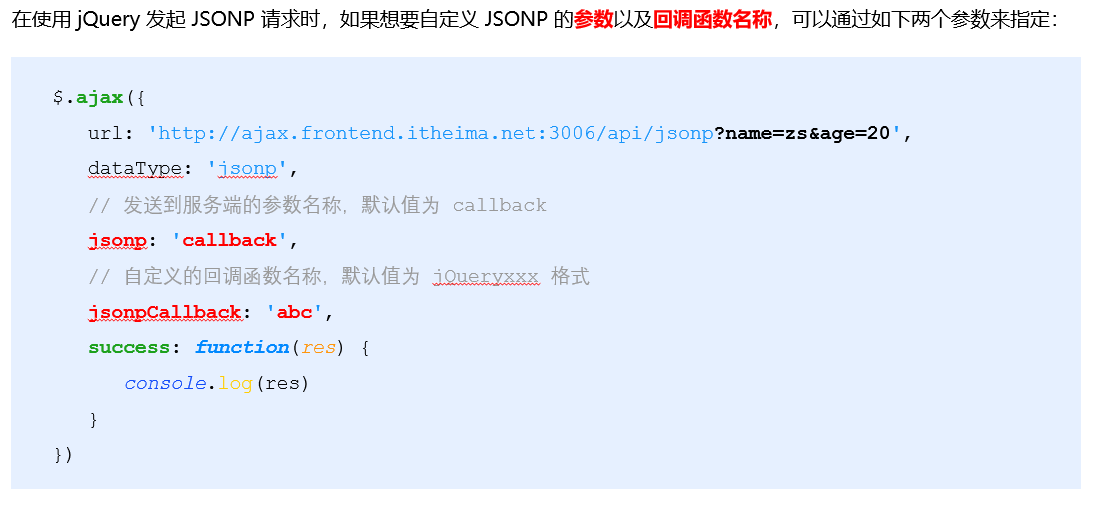 在使用 jQuery 发起 JSONP 请求时，如果想要自定义 JSONP 的参数以及回调函数名称，可以通过如下两个参数来指定：
$.ajax({
   url: 'http://ajax.frontend.itheima.net:3006/api/jsonp?name=zs&age=20',
   dataType: 'jsonp',
   // 发送到服务端的参数名称，默认值为 callback
   jsonp: 'callback',
   // 自定义的回调函数名称，默认值为 jQueryxxx 格式
   jsonpCallback: 'abc',
   success: function(res) {
      console.log(res)
   }
})